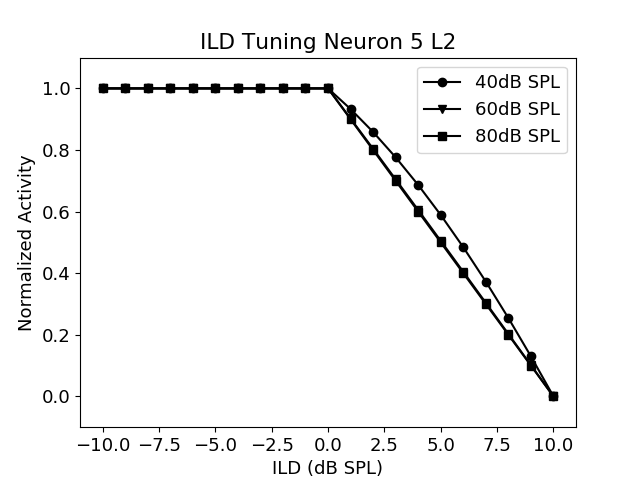 ILD Tuning Neuron 5 L2
40dB SPL
60dB SPL
80dB SPL
1.0
0.8
0.6
0.4
0.2
0.0
Normalized Activity
−10.0 −7.5 −5.0 −2.5 0.0 2.5 5.0 7.5 10.0
ILD (dB SPL)